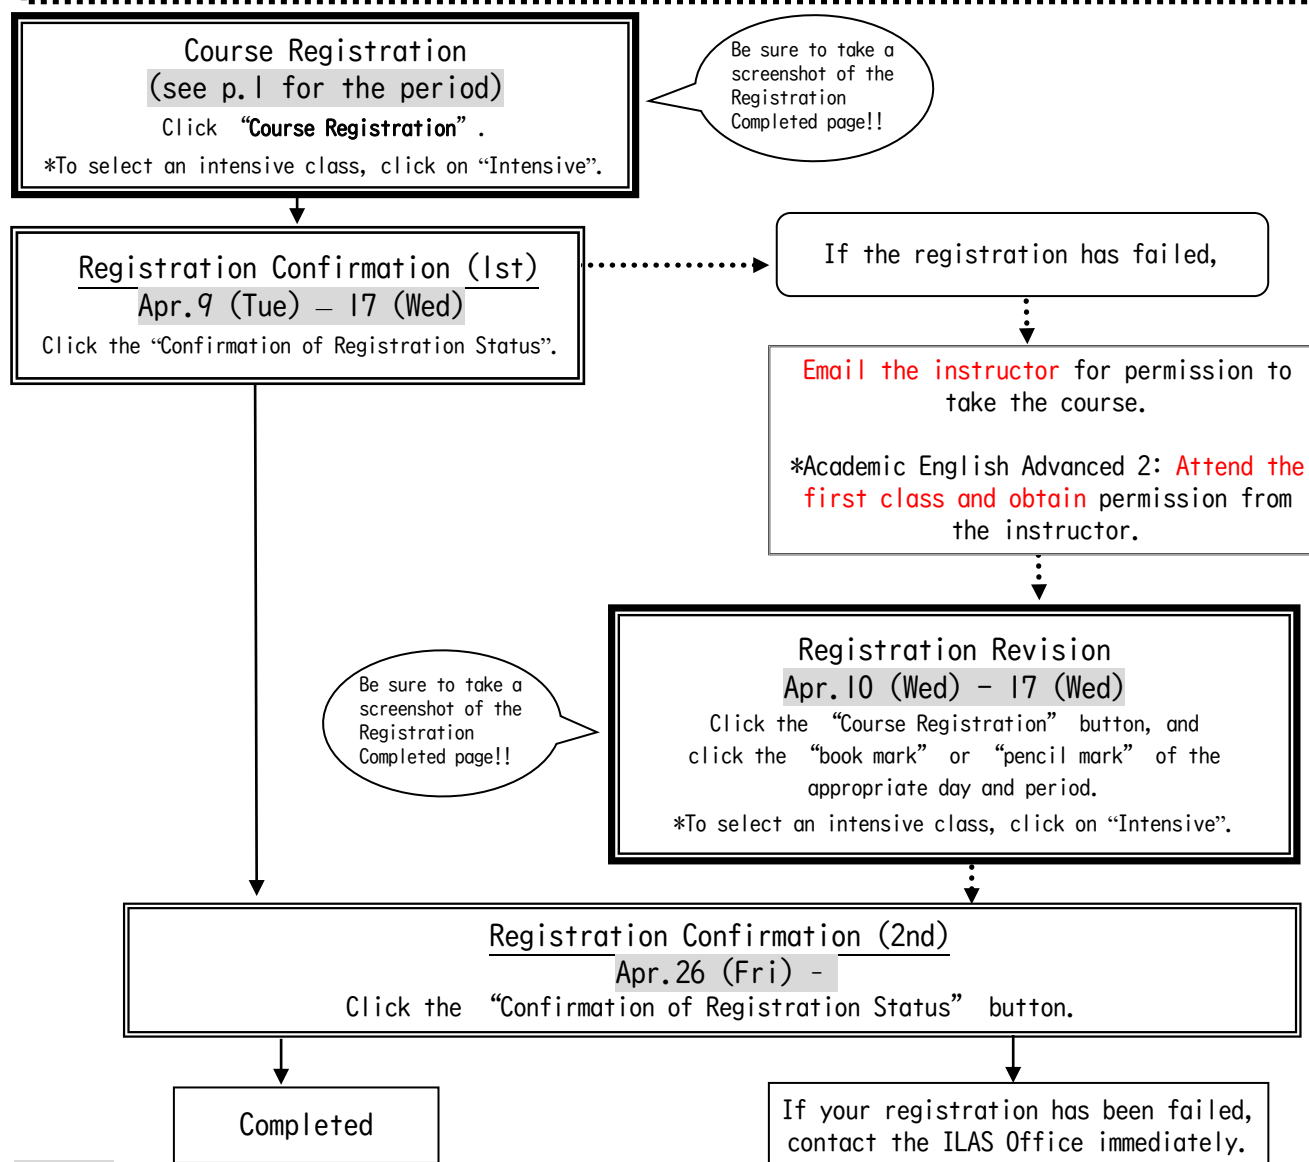 Course Registration
(see p.1 for the period)
Click “Course Registration”.
*To select an intensive class, click on “Intensive”.
Be sure to take a
screenshot of the
Registration
Completed page!!
Registration Confirmation (1st)
Apr.9 (Tue) – 17 (Wed)
Click the “Confirmation of Registration Status”.
If the registration has failed,
Email the instructor for permission to
take the course.
*Academic English Advanced 2: Attend the
first class and obtain permission from
the instructor.
Registration Revision
Apr.10 (Wed) - 17 (Wed)
Click the “Course Registration” button, and
click the “book mark” or “pencil mark” of the
appropriate day and period.
*To select an intensive class, click on “Intensive”.
Be sure to take a
screenshot of the
Registration
Completed page!!
Registration Confirmation (2nd)
Apr.26 (Fri) -
Click the “Confirmation of Registration Status” button.
Completed
If your registration has been failed,
contact the ILAS Office immediately.